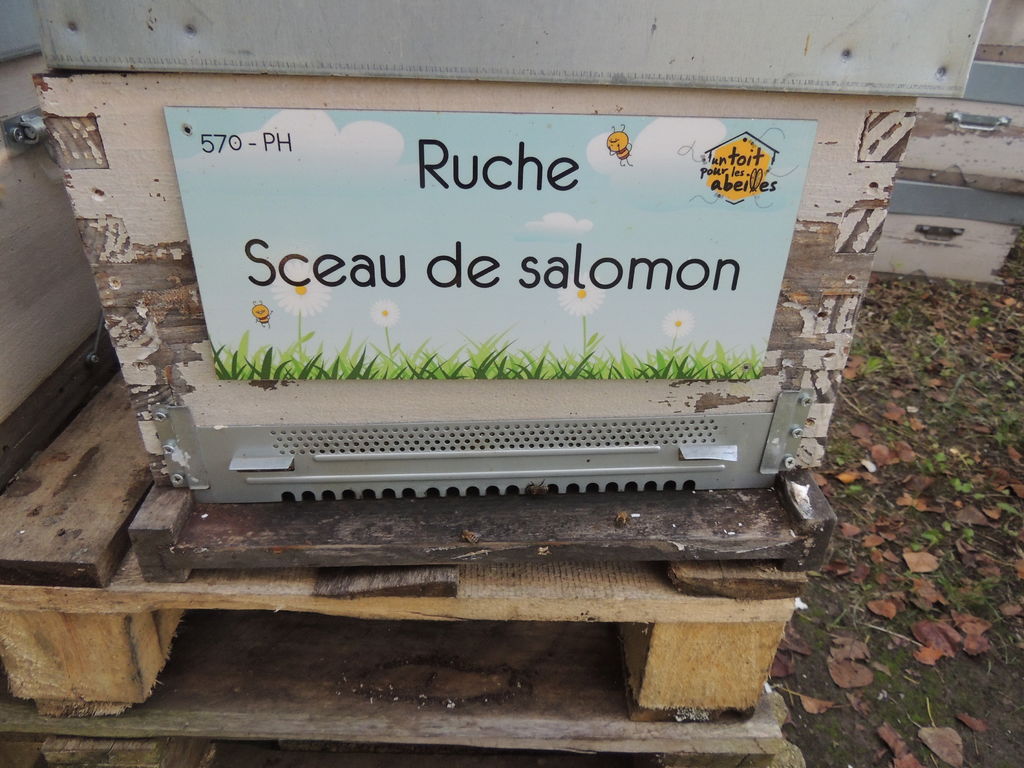 570 - PH
Ruche
un toit
pour les
abeilles
Sceau de salomon